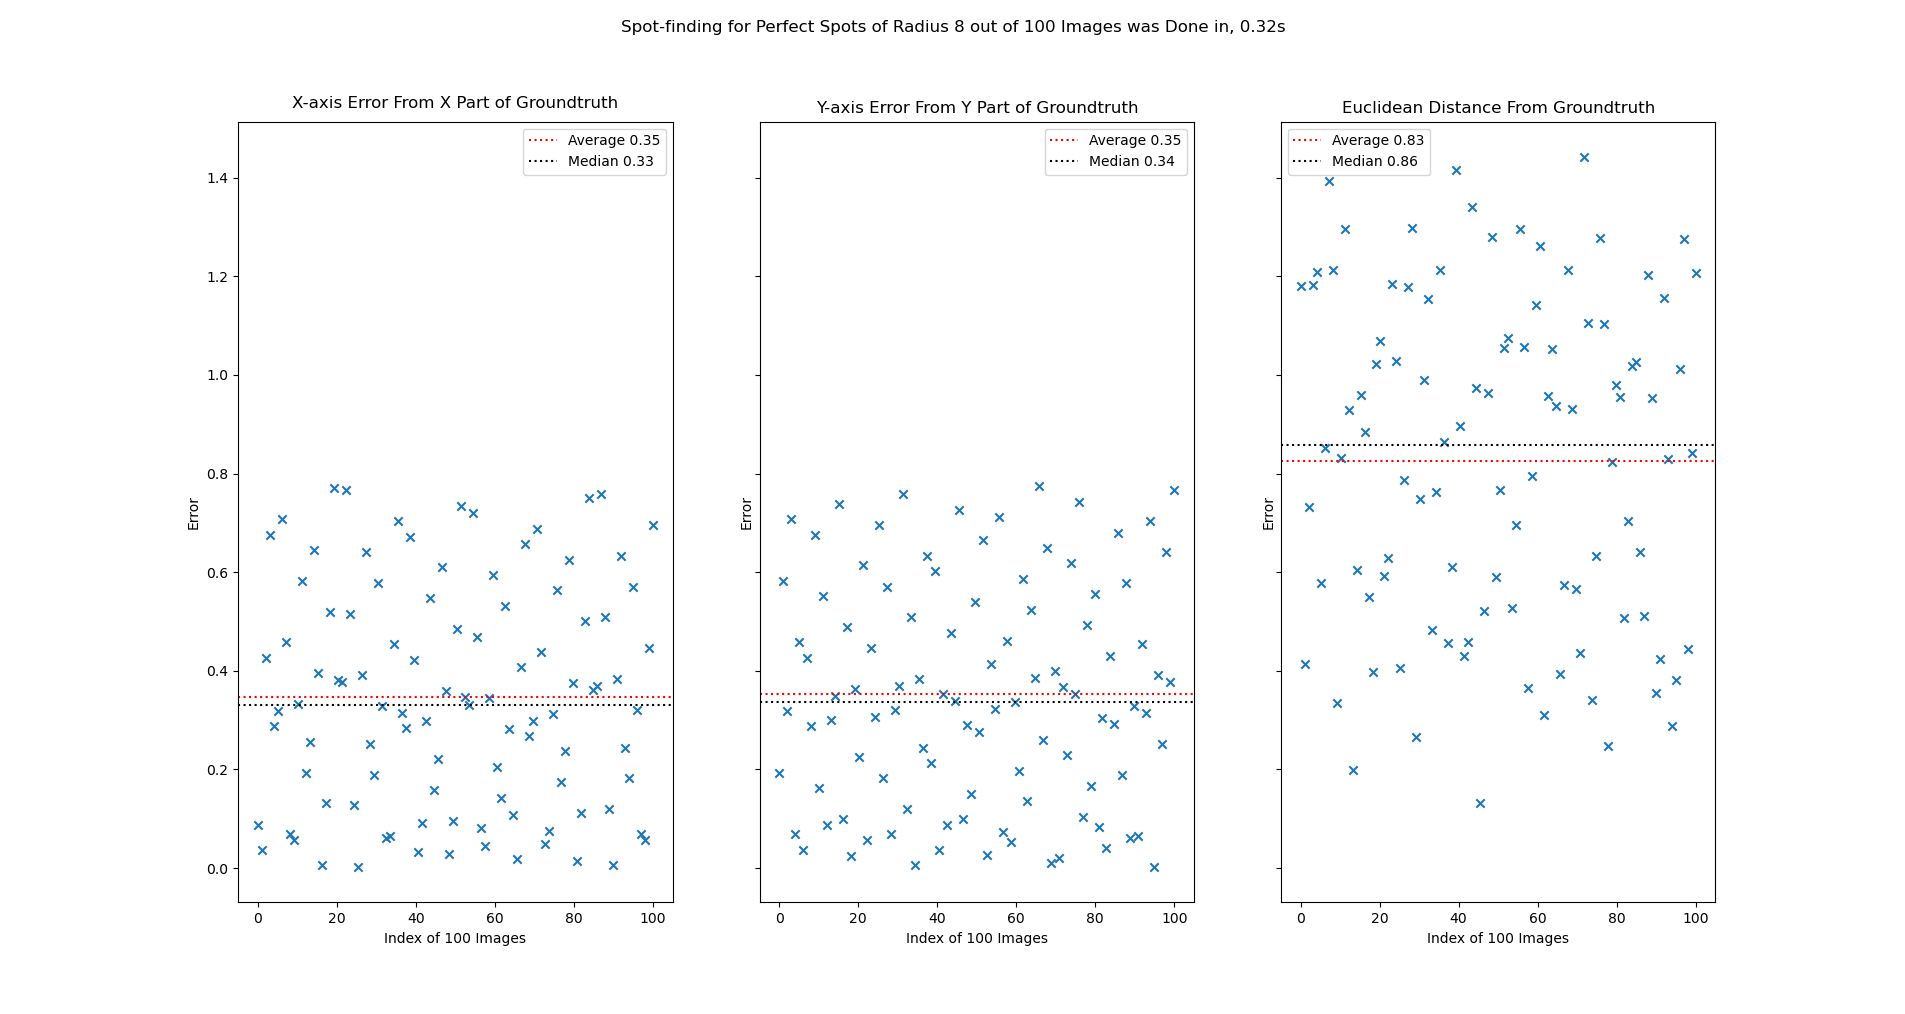 Spot-finding for Perfect Spots of Radius 8 out of 100 Images was Done in, 0.32s
X-axis Error From X Part of Groundtruth
Average 0.35
Median 0.33
1.4
1.2
1.0
0.8
0.6
0.4
0.2
0.0
Error
0 20 40 60 80 100
Index of 100 Images
Y-axis Error From Y Part of Groundtruth
Average 0.35
Median 0.34
Error
0 20 40 60 80 100
Index of 100 Images
Euclidean Distance From Groundtruth
Average 0.83
Median 0.86
Error
0 20 40 60 80 100
Index of 100 Images